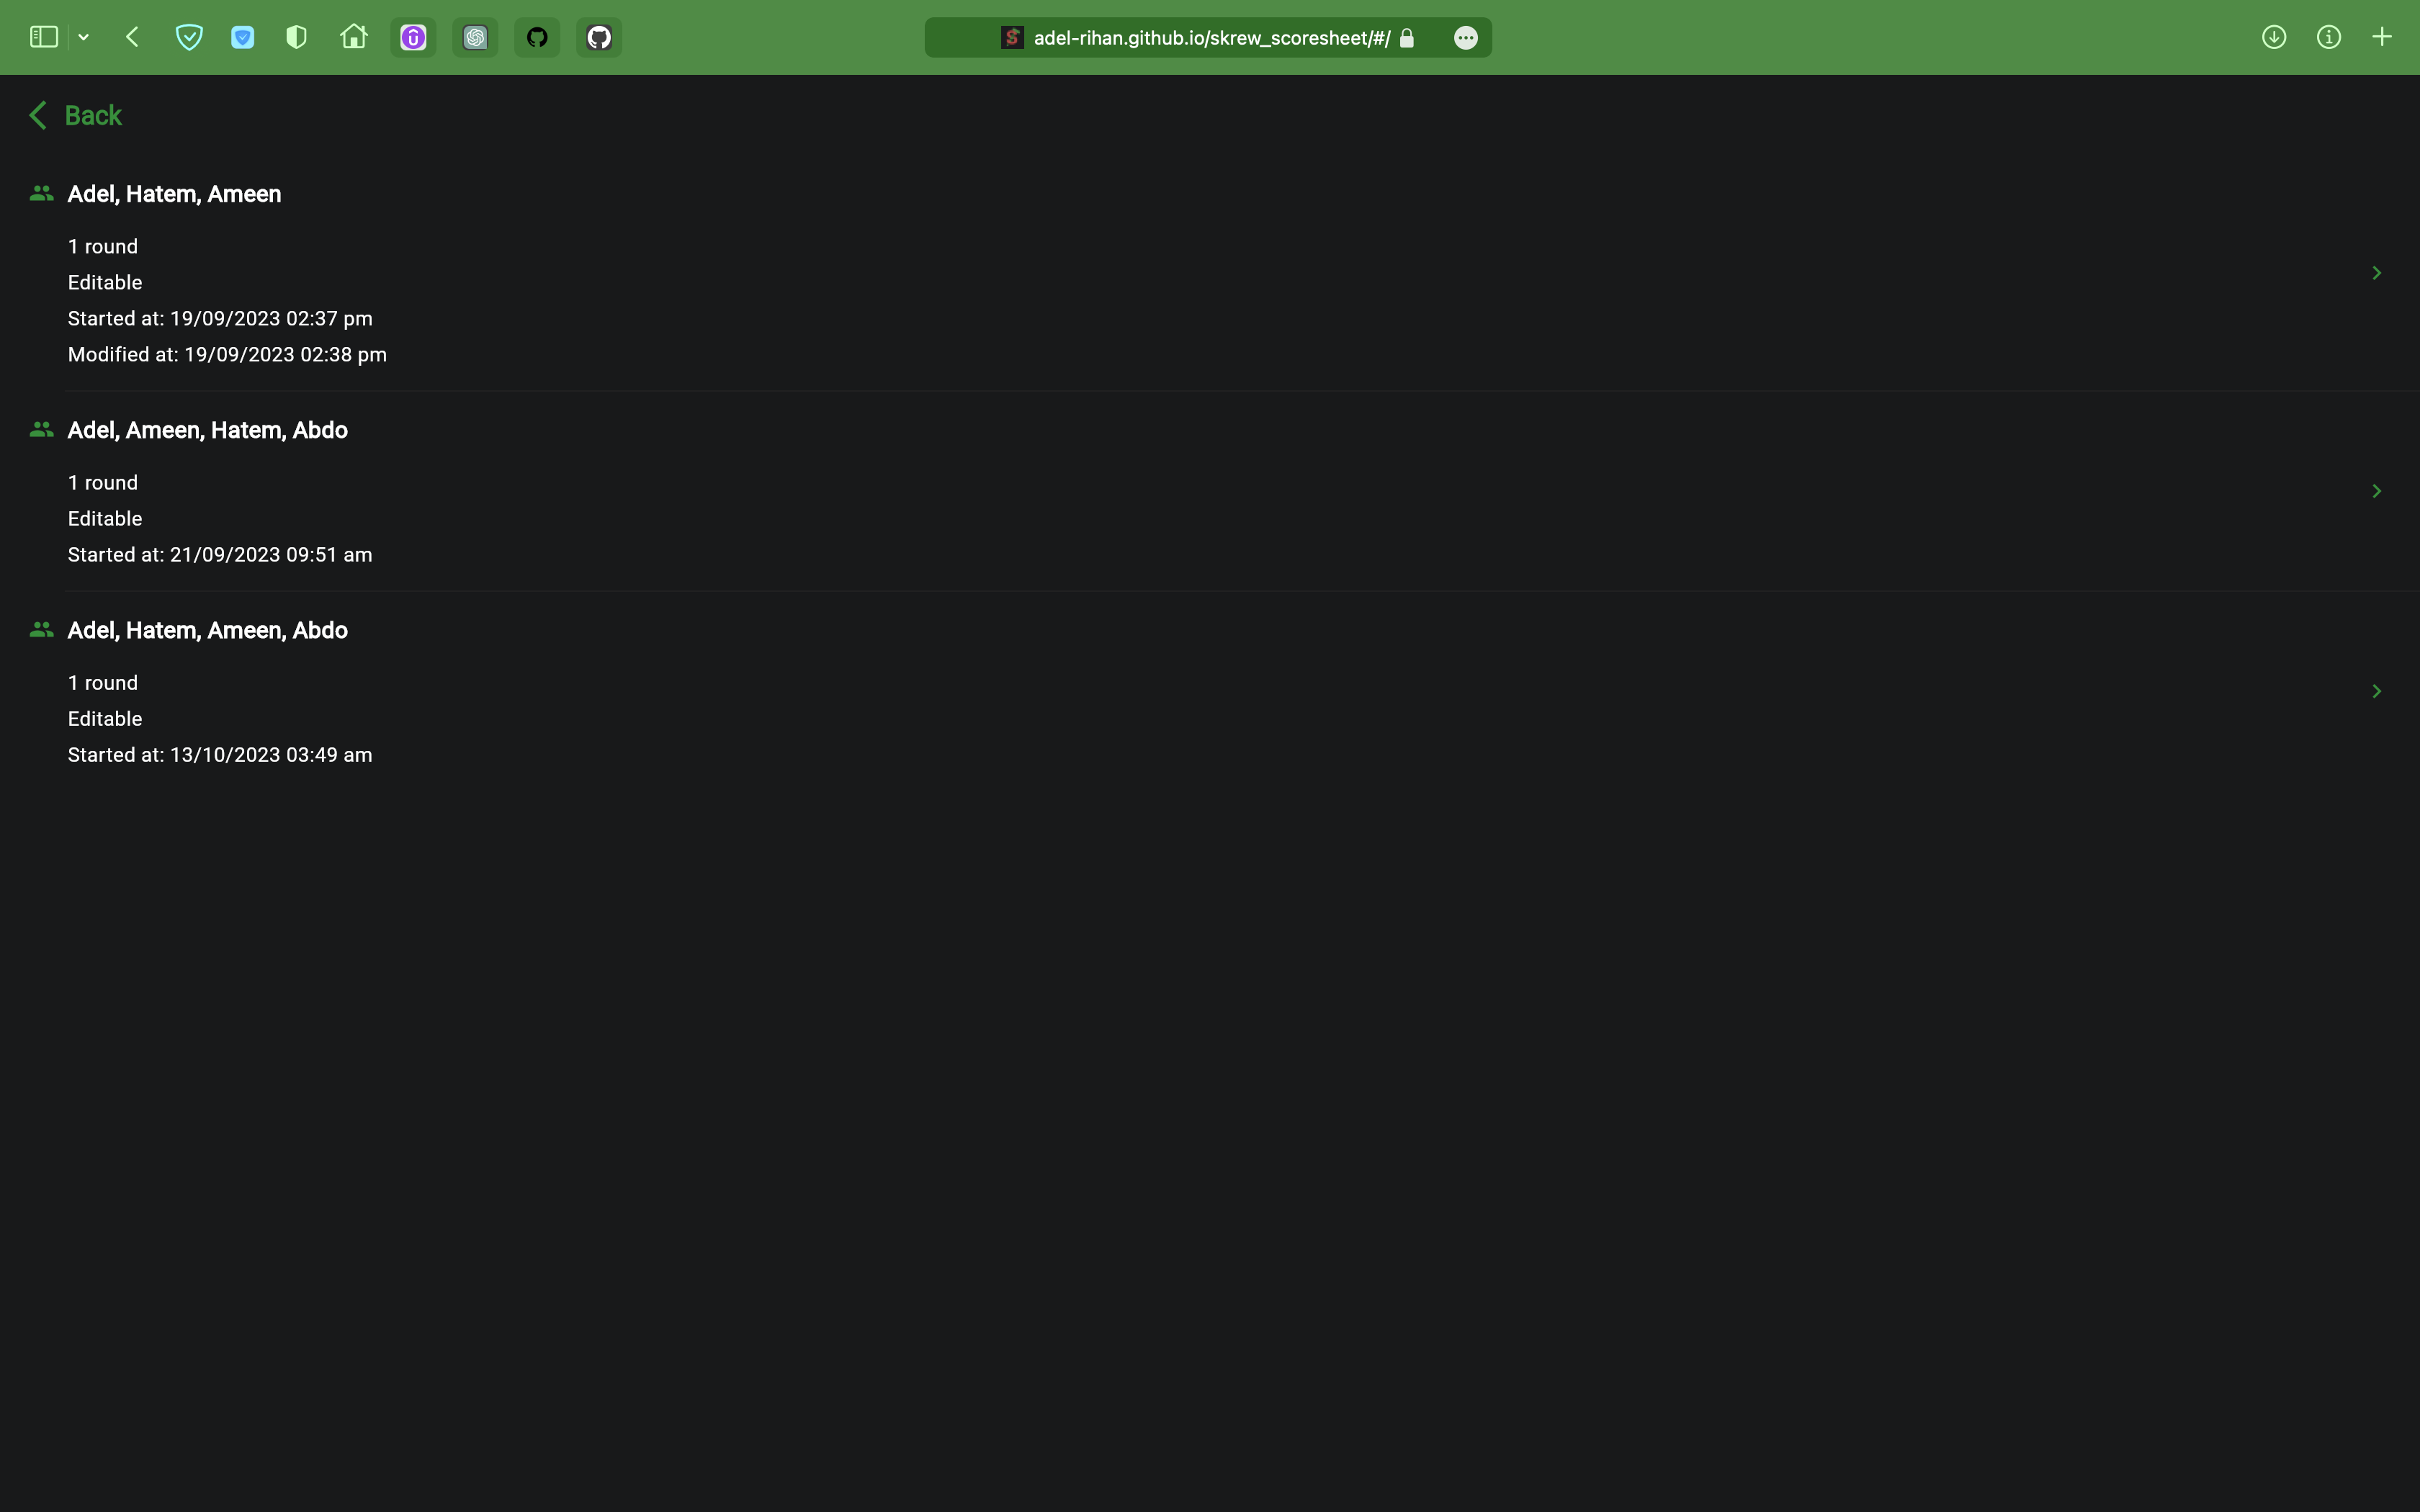 adel-rihan.github.io/skrew_scoresheet/#/
Back
Adel, Hatem, Ameen
1 round
Editable
Started at: 19/09/2023 02:37 pm
Modified at: 19/09/2023 02:38 pm
Adel, Ameen, Hatem, Abdo
1 round
Editable
Started at: 21/09/2023 09:51 am
Adel, Hatem, Ameen, Abdo
1 round
Editable
Started at: 13/10/2023 03:49 am